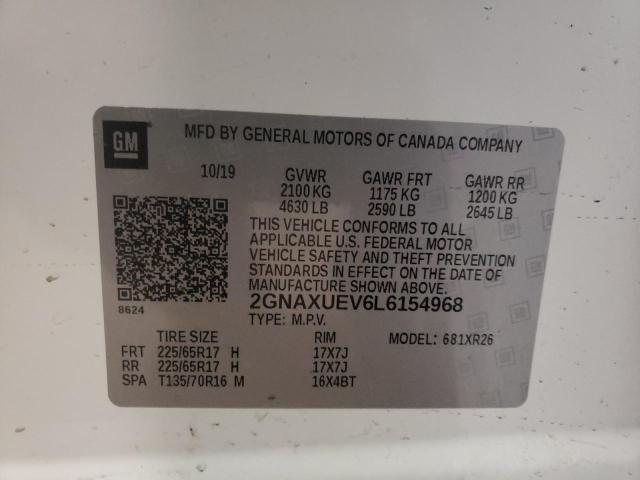 GM
MFD BY GENERAL MOTORS OF CANADA COMPANY
10/19 GVWR GAWR FRT GAWR RR
2100 KG 1175 KG 1200 KG
4630 LB 2590 LB 2645 LB
THIS VEHICLE CONFORMS TO ALL
APPLICABLE U.S. FEDERAL MOTOR
VEHICLE SAFETY AND THEFT PREVENTION
STANDARDS IN EFFECT ON THE DATE OF
MANUFACTURE SHOWN ABOVE.
8624
2GNAXUEV6L6154968
TYPE: M.P.V.
TIRE SIZE RIM MODEL: 681XR26
FRT 225/65R17 H 17X7J
RR 225/65R17 H 17X7J
SPA T135/70R16 M 16X4BT